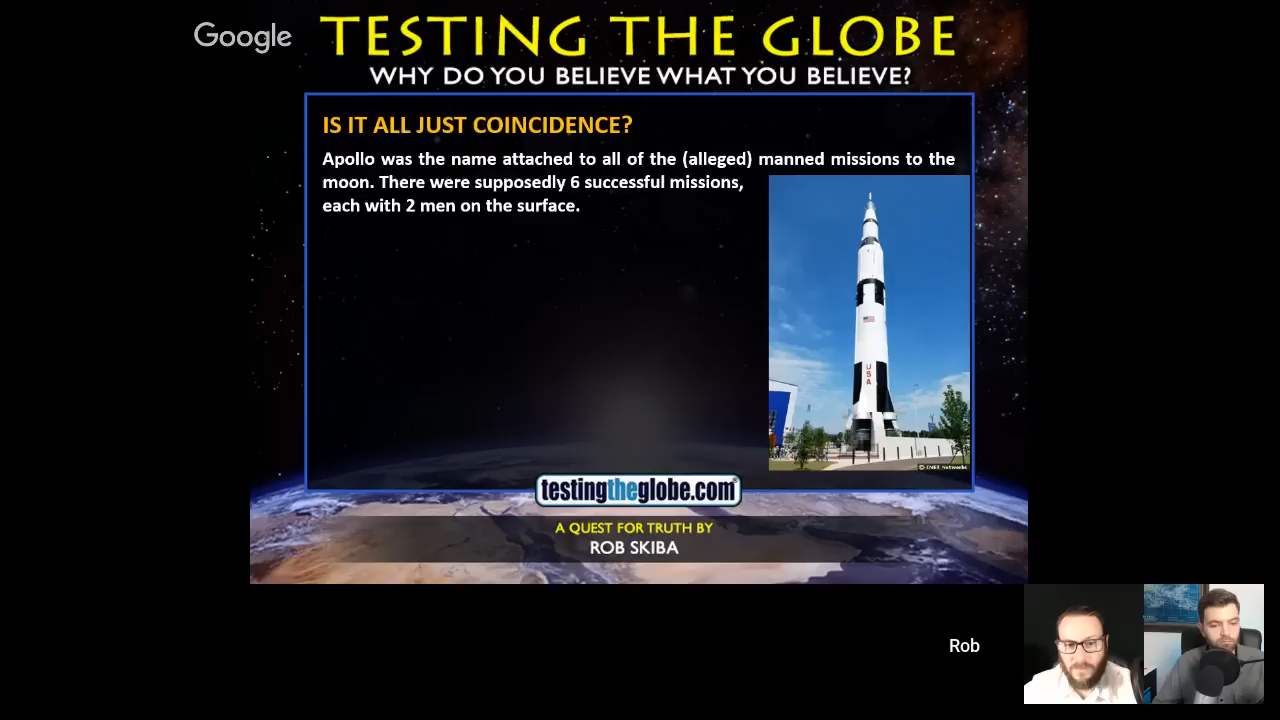 Google
TESTING THE GLOBE
WHY DO YOU BELIEVE WHAT YOU BELIEVE?
IS IT ALL JUST COINCIDENCE?
Apollo was the name attached to all of the (alleged) manned missions to the
moon. There were supposedly 6 successful missions,
each with 2 men on the surface.
USA
© CNET Networks
testingtheglobe.com
A QUEST FOR TRUTH BY
ROB SKIBA
Rob